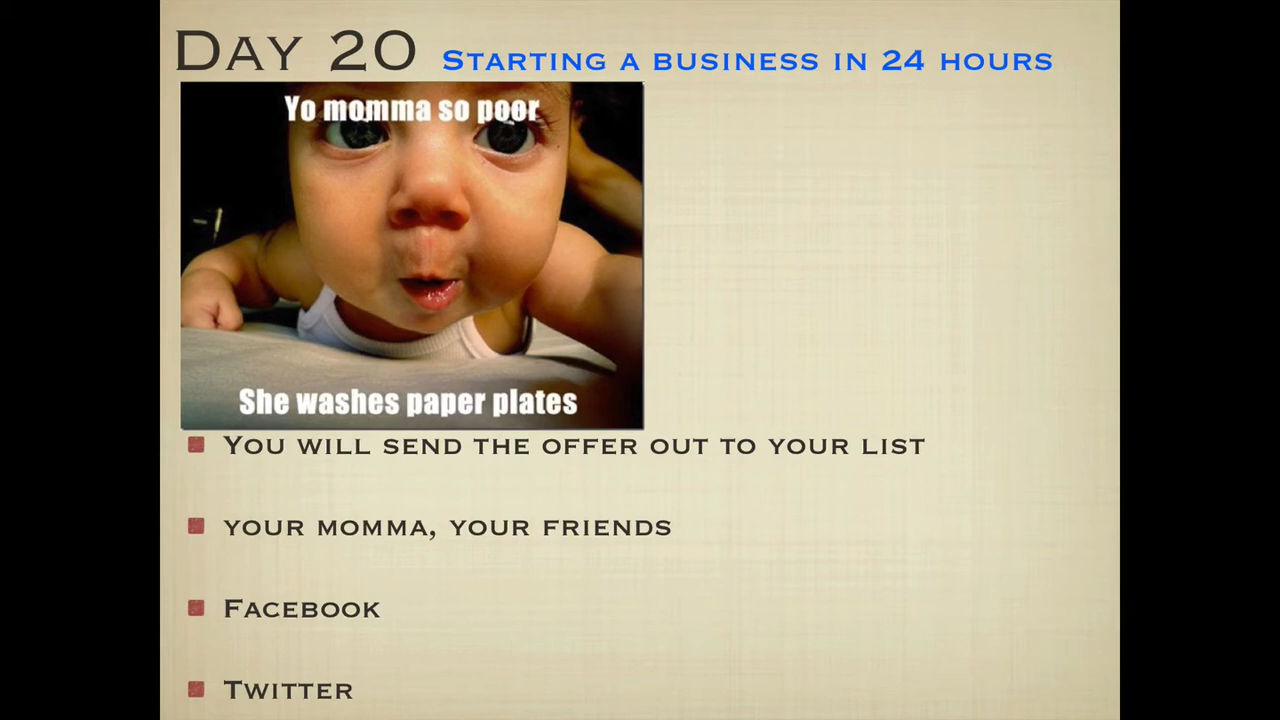 Day 20 Starting a business in 24 hours
Yo momma so poor
She washes paper plates
You will send the offer out to your list
your momma, your friends
Facebook
Twitter